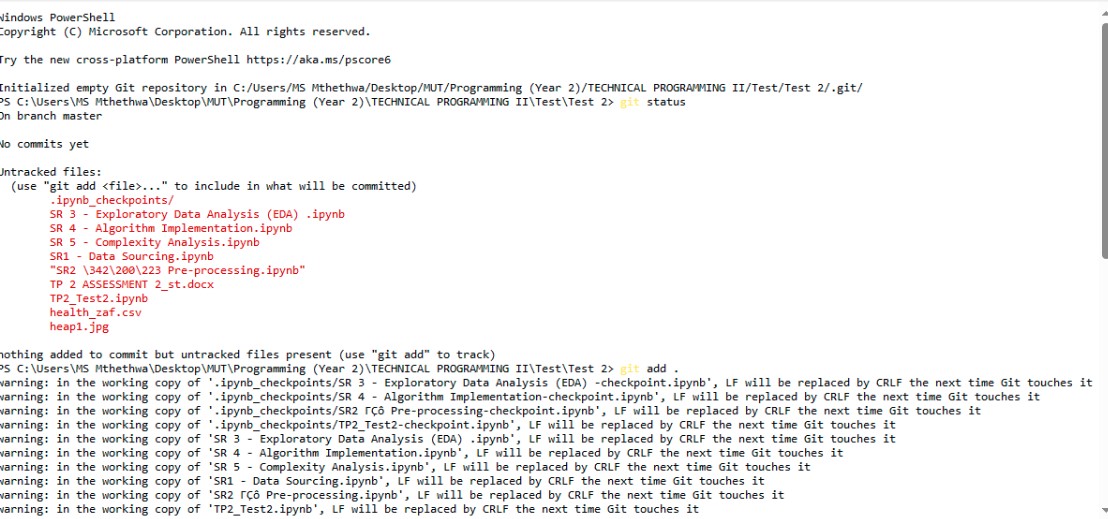 Windows PowerShell
Copyright (C) Microsoft Corporation. All rights reserved.
Try the new cross-platform PowerShell https://aka.ms/pscore6
Initialized empty Git repository in C:/Users/MS Mthethwa/Desktop/MUT/Programming (Year 2)/TECHNICAL PROGRAMMING II/Test/Test 2/.git/
PS C:\Users\MS Mthethwa\Desktop\MUT\Programming (Year 2)\TECHNICAL PROGRAMMING II\Test\Test 2> git status
On branch master
No commits yet
Untracked files:
(use "git add <file>..." to include in what will be committed)
.ipynb_checkpoints/
SR 3 - Exploratory Data Analysis (EDA) .ipynb
SR 4 - Algorithm Implementation.ipynb
SR 5 - Complexity Analysis.ipynb
SR1 - Data Sourcing.ipynb
"SR2 \342\200\223 Pre-processing.ipynb"
TP 2 ASSESSMENT 2_st.docx
TP2_Test2.ipynb
health_zaf.csv
heap1.jpg
nothing added to commit but untracked files present (use "git add" to track)
PS C:\Users\MS Mthethwa\Desktop\MUT\Programming (Year 2)\TECHNICAL PROGRAMMING II\Test\Test 2> git add .
warning: in the working copy of '.ipynb_checkpoints/SR 3 - Exploratory Data Analysis (EDA) -checkpoint.ipynb', LF will be replaced by CRLF the next time Git touches it
warning: in the working copy of '.ipynb_checkpoints/SR 4 - Algorithm Implementation-checkpoint.ipynb', LF will be replaced by CRLF the next time Git touches it
warning: in the working copy of '.ipynb_checkpoints/SR2 ΓÇô Pre-processing-checkpoint.ipynb', LF will be replaced by CRLF the next time Git touches it
warning: in the working copy of '.ipynb_checkpoints/TP2_Test2-checkpoint.ipynb', LF will be replaced by CRLF the next time Git touches it
warning: in the working copy of 'SR 3 - Exploratory Data Analysis (EDA) .ipynb', LF will be replaced by CRLF the next time Git touches it
warning: in the working copy of 'SR 4 - Algorithm Implementation.ipynb', LF will be replaced by CRLF the next time Git touches it
warning: in the working copy of 'SR 5 - Complexity Analysis.ipynb', LF will be replaced by CRLF the next time Git touches it
warning: in the working copy of 'SR1 - Data Sourcing.ipynb', LF will be replaced by CRLF the next time Git touches it
warning: in the working copy of 'SR2 ΓÇô Pre-processing.ipynb', LF will be replaced by CRLF the next time Git touches it
warning: in the working copy of 'TP2_Test2.ipynb', LF will be replaced by CRLF the next time Git touches it